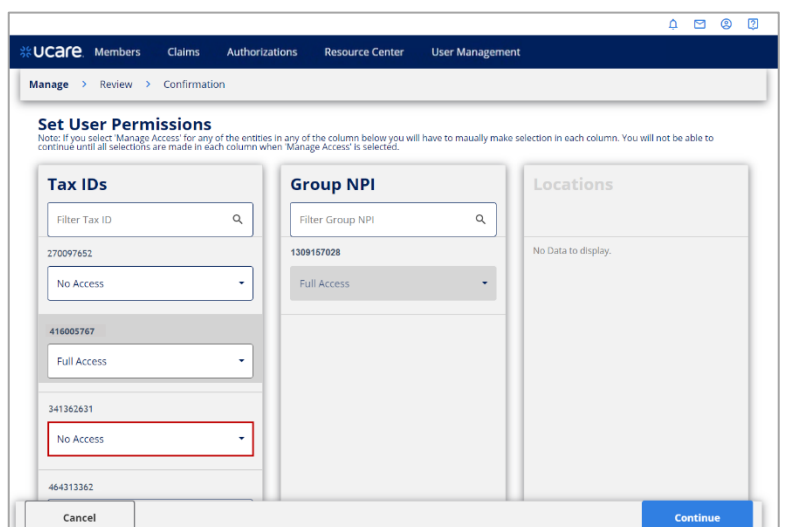 ucare. Members Claims Authorizations Resource Center User Management
Manage > Review > Confirmation
Set User Permissions
Note: If you select 'Manage Access' for any of the entities in any of the column below you will have to maually make selection in each column. You will not be able to
continue until all selections are made in each column when 'Manage Access' is selected.
Tax IDs
Filter Tax ID
270097652
No Access
416005767
Full Access
341362631
No Access
464313362
Group NPI
Filter Group NPI
1309157028
Full Access
Locations
No Data to display.
Cancel
Continue